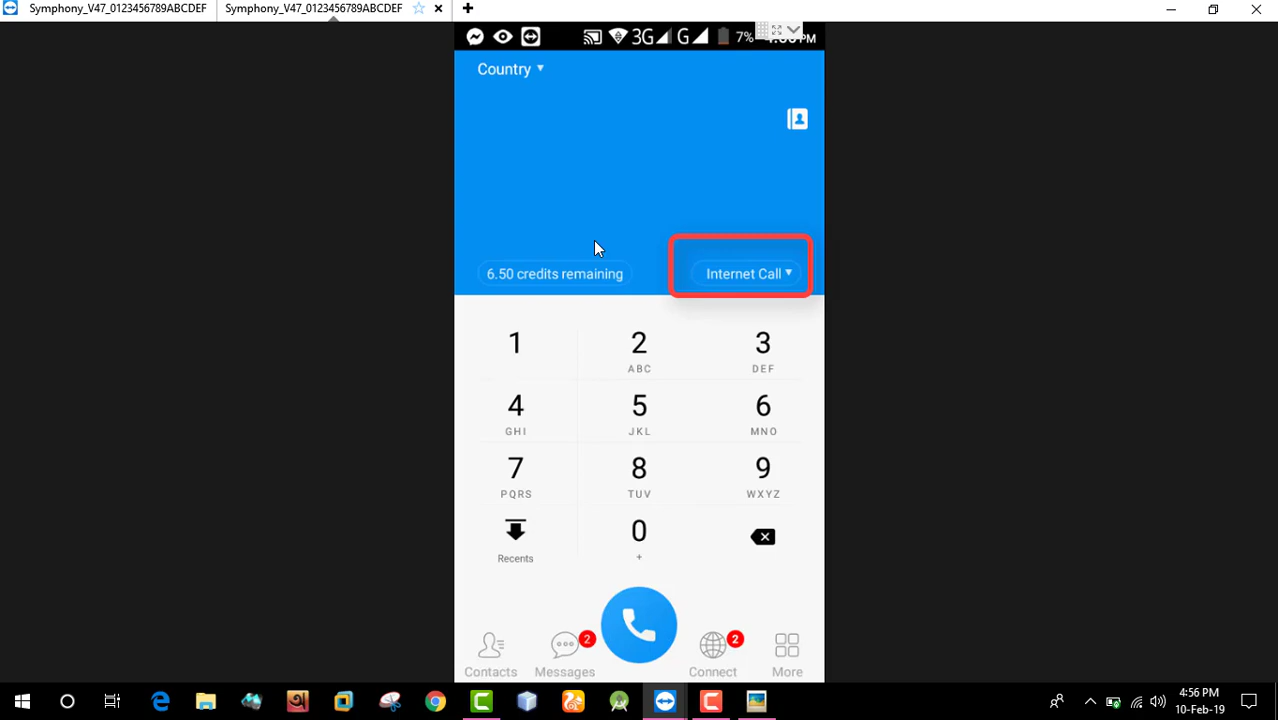 Symphony_V47_0123456789ABCDEF Symphony_V47_0123456789ABCDEF
3G G 7%
Country
6.50 credits remaining Internet Call
1 2 3
ABC DEF
4 5 6
GHI JKL MNO
7 8 9
PQRS TUV WXYZ
0
Recents +
2 2
Contacts Messages Connect More
4:56 PM
10-Feb-19